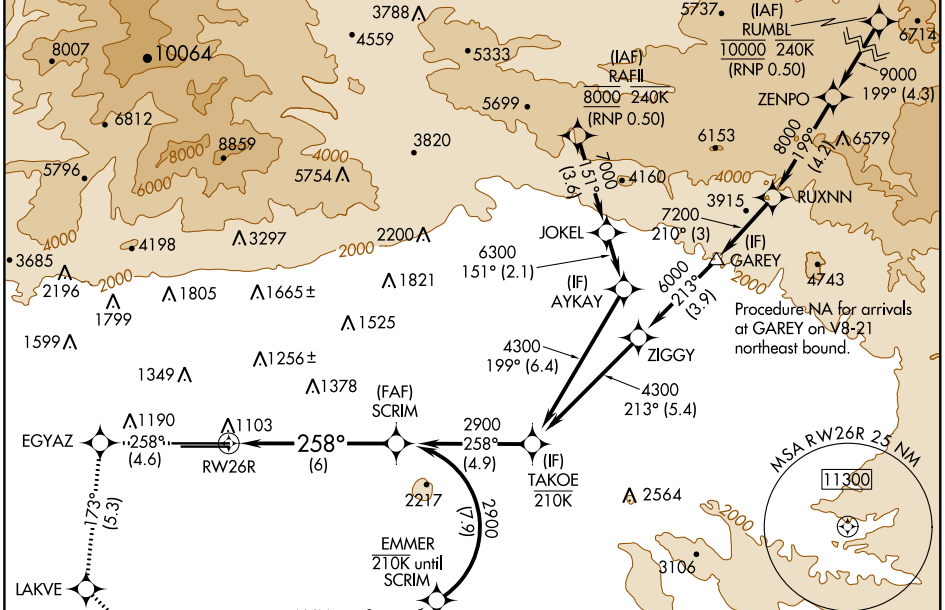 3788
5737
(IAF)
RUMBL
10000 240K
(RNP 0.50)
6714
4559
5333
8007
10064
(IAF)
RAFII
8000 240K
(RNP 0.50)
9000
199° (4.3)
ZENPO
5699
6812
8000
199°
(4.2)
6579
3820
6153
8859
8000
6000
4000
5754
7000
151°
(3.6)
4160
4000
5796
3915
RUXNN
7200
210° (3)
JOKEL
(IF)
GAREY
4000
4198
3297
2000
2200
3685
2000
2196
6300
151° (2.1)
6000
213°
(3.9)
2000
4743
1805
1665±
1821
(IF)
AYKAY
1799
Procedure NA for arrivals
at GAREY on V8-21
northeast bound.
1525
1599
ZIGGY
4300
199° (6.4)
1256±
1349
1378
4300
213° (5.4)
(FAF)
SCRIM
1190
1103
2900
258°
(4.9)
EGYAZ
258°
(4.6)
RW26R
258°
(6)
(IF)
TAKOE
210K
MSA RW26R 25 NM
11300
2217
2564
2000
2900
(7.9)
173°
(5.3)
EMMER
210K until
SCRIM
3106
LAKVE